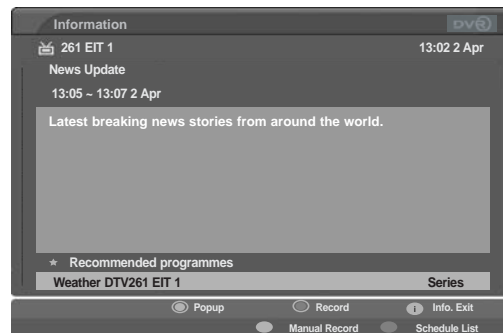 Information
DVR
261 EIT 1 13:02 2 Apr
News Update
13:05 ~ 13:07 2 Apr
Latest breaking news stories from around the world.
Recommended programmes
Weather DTV261 EIT 1 Series
Popup Record i Info. Exit
Manual Record Schedule List